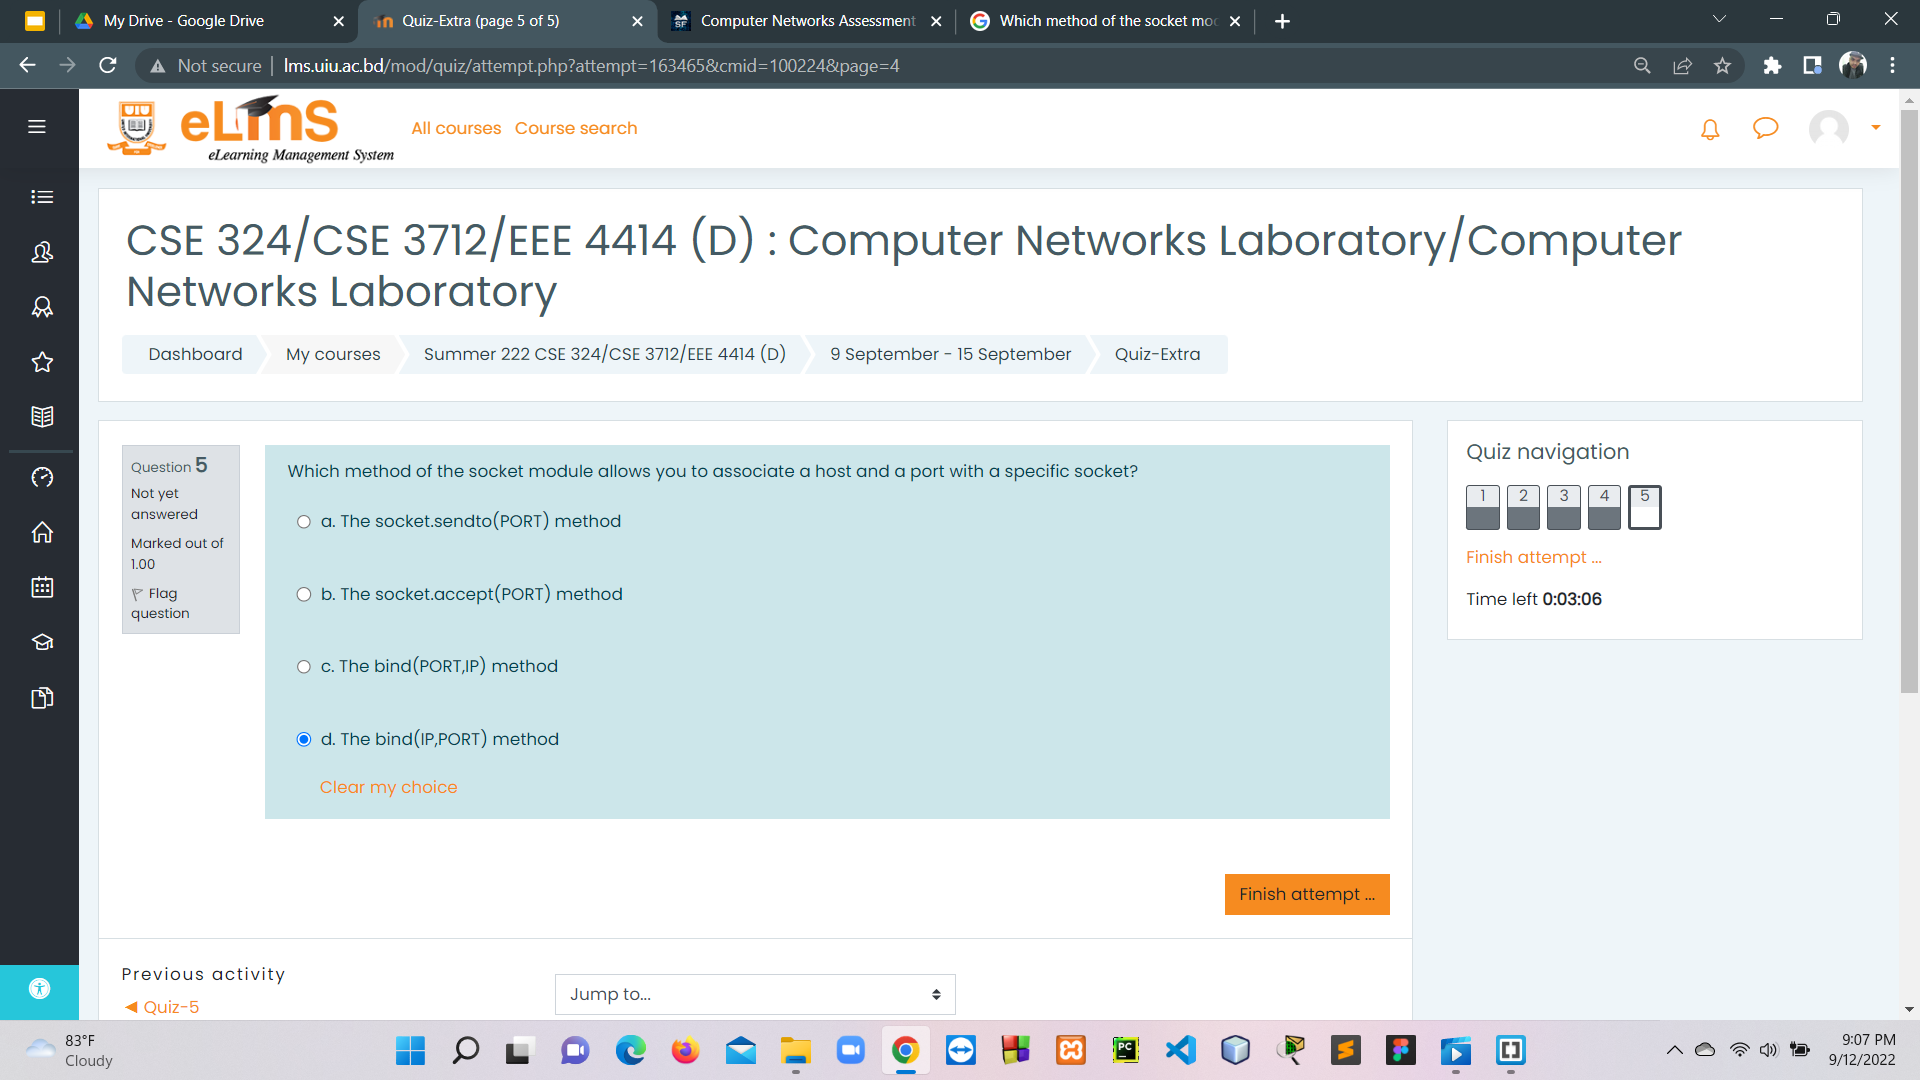 My Drive - Google Drive
Quiz-Extra (page 5 of 5)
Computer Networks Assessment
Which method of the socket mod
Not secure
lms.uiu.ac.bd/mod/quiz/attempt.php?attempt=163465&cmid=100224&page=4
eLmS
eLearning Management System
All courses
Course search
CSE 324/CSE 3712/EEE 4414 (D) : Computer Networks Laboratory/Computer
Networks Laboratory
Dashboard
My courses
Summer 222 CSE 324/CSE 3712/EEE 4414 (D)
9 September - 15 September
Quiz-Extra
Question 5
Not yet
answered
Marked out of
1.00
Flag
question
Which method of the socket module allows you to associate a host and a port with a specific socket?
a. The socket.sendto(PORT) method
b. The socket.accept(PORT) method
c. The bind(PORT,IP) method
d. The bind(IP,PORT) method
Clear my choice
Finish attempt ...
Quiz navigation
1 2 3 4 5
Finish attempt ...
Time left 0:03:06
Previous activity
◄ Quiz-5
Jump to...
83°F
Cloudy
9:07 PM
9/12/2022